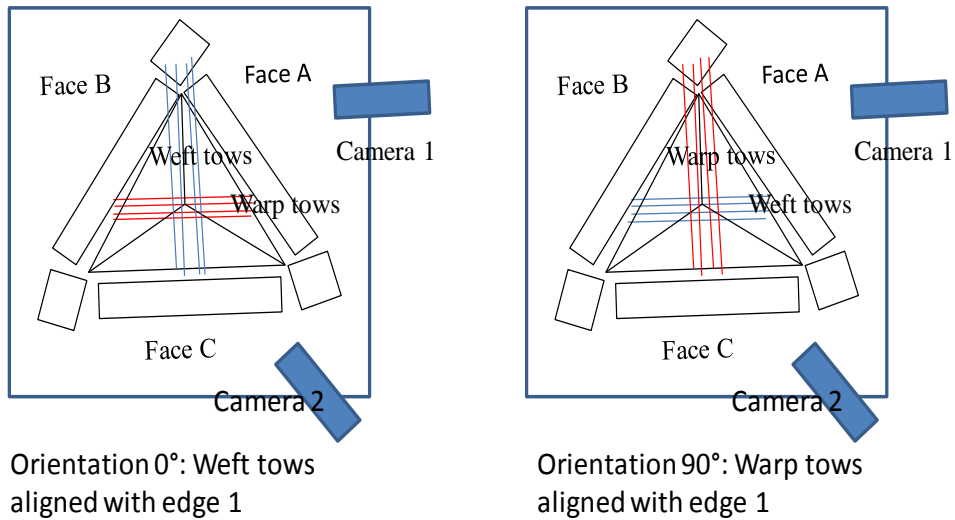 Face B
Face A
Weft tows
Camera 1
Warp tows
Face C
Camera 2
Orientation 0°: Weft tows
aligned with edge 1
Face B
Face A
Warp tows
Camera 1
Weft tows
Face C
Camera 2
Orientation 90°: Warp tows
aligned with edge 1